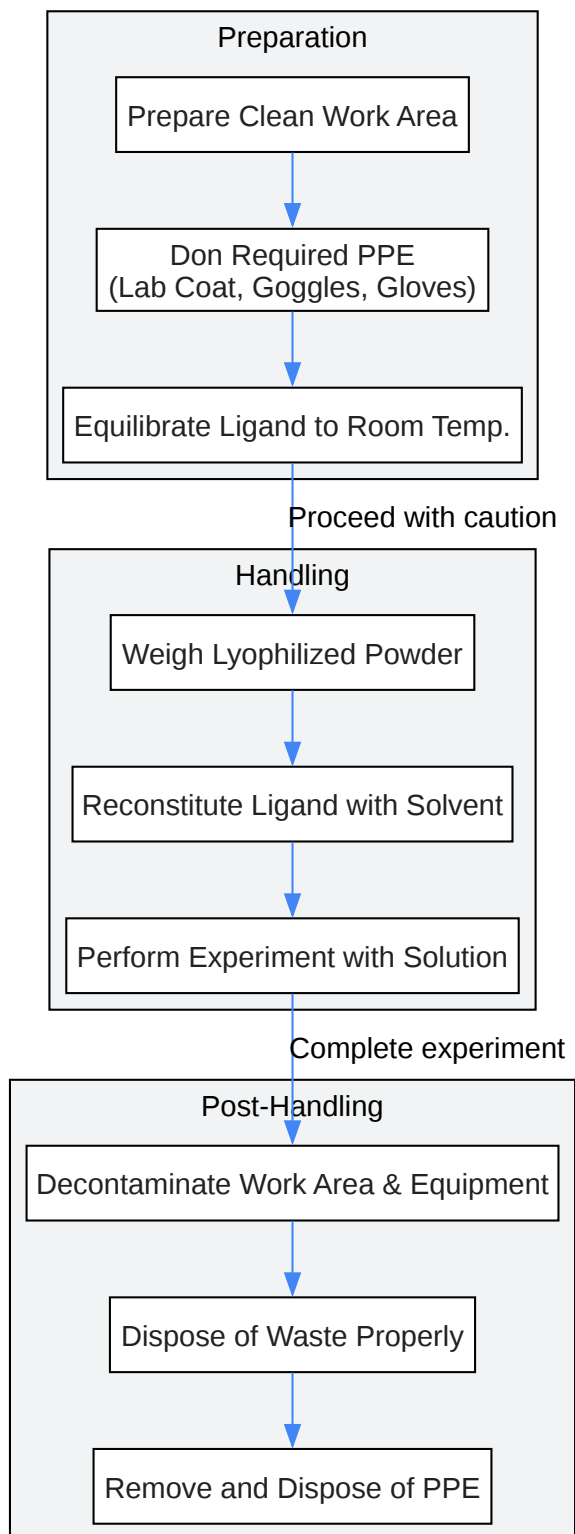 Preparation
Prepare Clean Work Area
Don Required PPE
(Lab Coat, Goggles, Gloves)
Equilibrate Ligand to Room Temp.
Proceed with caution
Handling
Weigh Lyophilized Powder
Reconstitute Ligand with Solvent
Perform Experiment with Solution
Complete experiment
Post-Handling
Decontaminate Work Area & Equipment
Dispose of Waste Properly
Remove and Dispose of PPE